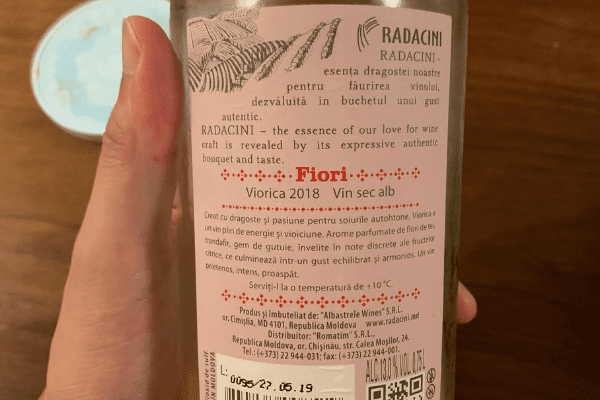 RADACINI
RADACINI -
esența dragostei noastre
pentru făurirea vinului,
dezvăluită în buchetul unui gust
autentic.
RADACINI – the essence of our love for wine
craft is revealed by its expressive authentic
bouquet and taste.
Fiori
Viorica 2018 Vin sec alb
Creat cu dragoste și pasiune pentru soiurile autohtone, Viorica e
un vin plin de energie și vioiciune. Arome parfumate de flori de tei,
trandafir, gem de gutuie, învelite în note discrete ale fructelor
citrice, ce culminează într-un gust echilibrat și armonios. Un vin
prietenos, intens, proaspăt.
Serviți-l la o temperatură de +10 °C.
Produs și îmbuteliat de: "Albastrele Wines" S.R.L.
or. Cimișlia, MD 4101, Republica Moldova www.radacini.md
Distribuitor: "Romatim" S.R.L.,
Republica Moldova, or. Chișinău, str. Calea Moșilor, 24,
Tel.: (+373) 22 944-031; fax: (+373) 22 944-001.
L: 0095/27.05.19
ALC. 13.0 % VOL. 0.75 L